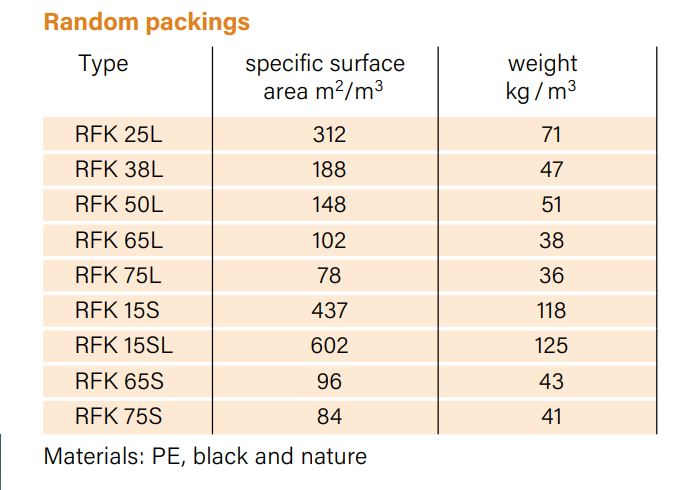 Random packings
Type specific surface area m²/m³ weight kg / m³
RFK 25L 312 71
RFK 38L 188 47
RFK 50L 148 51
RFK 65L 102 38
RFK 75L 78 36
RFK 15S 437 118
RFK 15SL 602 125
RFK 65S 96 43
RFK 75S 84 41
Materials: PE, black and nature